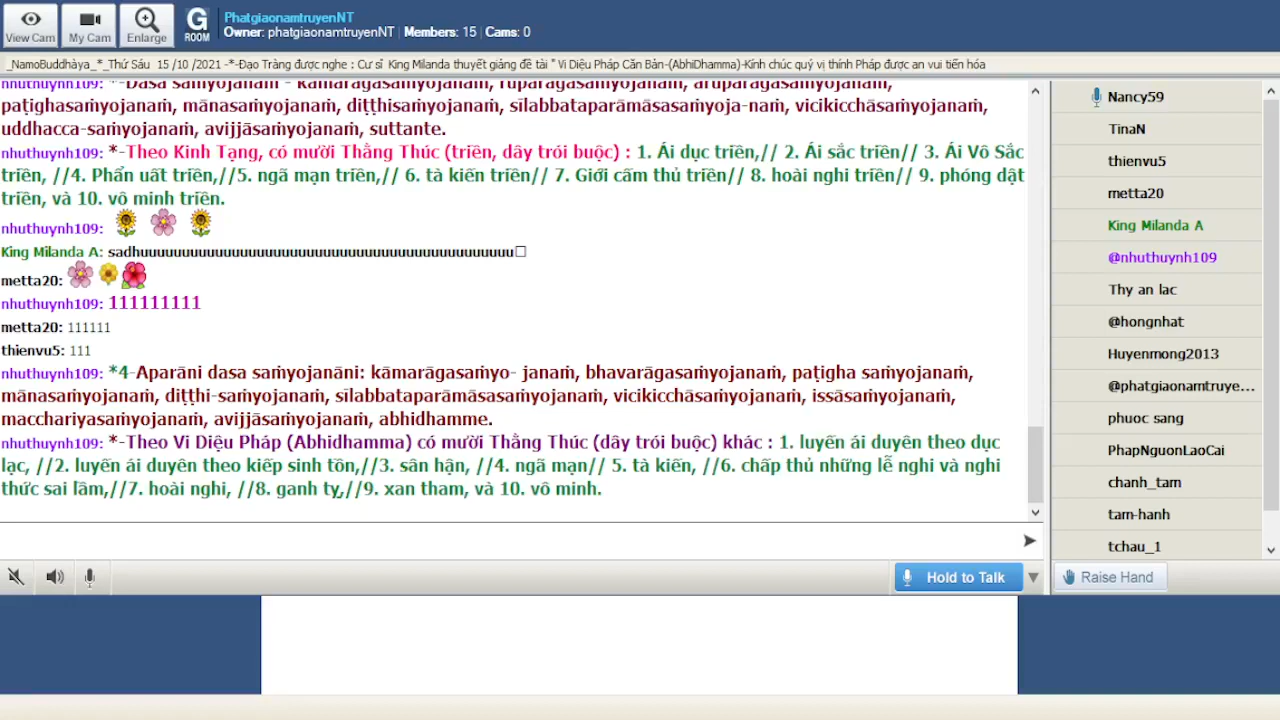 View Cam
My Cam
Enlarge
G
ROOM
PhatgiaonamtruyenNT
Owner: phatgiaonamtruyenNT | Members: 15 | Cams: 0
_NamoBuddhàya_*_Thứ Sáu 15 /10 /2021 -*-Đạo Tràng được nghe : Cư sĩ King Milanda thuyết giảng đề tài " Vi Diệu Pháp Căn Bản-(AbhiDhamma)-Kính chúc quý vị thính Pháp được an vui tiến hóa
nhuthuynh109: *-Dasa saṁyojanāni - kāmarāgasaṁyojanaṁ, rūparāgasaṁyojanaṁ, arūparāgasaṁyojanaṁ,
paṭighasaṁyojanaṁ, mānasaṁyojanaṁ, diṭṭhisaṁyojanaṁ, sīlabbataparāmāsasaṁyoja-naṁ, vicikicchāsaṁyojanaṁ,
uddhacca-saṁyojanaṁ, avijjāsaṁyojanaṁ, suttante.
nhuthuynh109: *-Theo Kinh Tạng, có mười Thằng Thúc (triền, dây trói buộc) : 1. Ái dục triền,// 2. Ái sắc triền// 3. Ái Vô Sắc
triền, //4. Phẩn uất triền,//5. ngã mạn triền,// 6. tà kiến triền// 7. Giới cấm thủ triền// 8. hoài nghi triền// 9. phóng dật
triền, và 10. vô minh triền.
nhuthuynh109:
King Milanda A: sadhuuuuuuuuuuuuuuuuuuuuuuuuuuuuuuuuuuuuuuuuu□
metta20:
nhuthuynh109: 111111111
metta20: 111111
thienvu5: 111
nhuthuynh109: *4-Aparāni dasa saṁyojanāni: kāmarāgasaṁyo- janaṁ, bhavarāgasaṁyojanaṁ, paṭigha saṁyojanaṁ,
mānasaṁyojanaṁ, diṭṭhi-saṁyojanaṁ, sīlabbataparāmāsasaṁyojanaṁ, vicikicchāsaṁyojanaṁ, issāsaṁyojanaṁ,
macchariyasaṁyojanaṁ, avijjāsaṁyojanaṁ, abhidhamme.
nhuthuynh109: *-Theo Vi Diệu Pháp (Abhidhamma) có mười Thằng Thúc (dây trói buộc) khác : 1. luyến ái duyên theo dục
lạc, //2. luyến ái duyên theo kiếp sinh tồn,//3. sân hận, //4. ngã mạn// 5. tà kiến, //6. chấp thủ những lễ nghi và nghi
thức sai lầm,//7. hoài nghi, //8. ganh tỵ,//9. xan tham, và 10. vô minh.
Hold to Talk
Nancy59
TinaN
thienvu5
metta20
King Milanda A
@nhuthuynh109
Thy an lac
@hongnhat
Huyenmong2013
@phatgiaonamtruye...
phuoc sang
PhapNguonLaoCai
chanh_tam
tam-hanh
tchau_1
Raise Hand